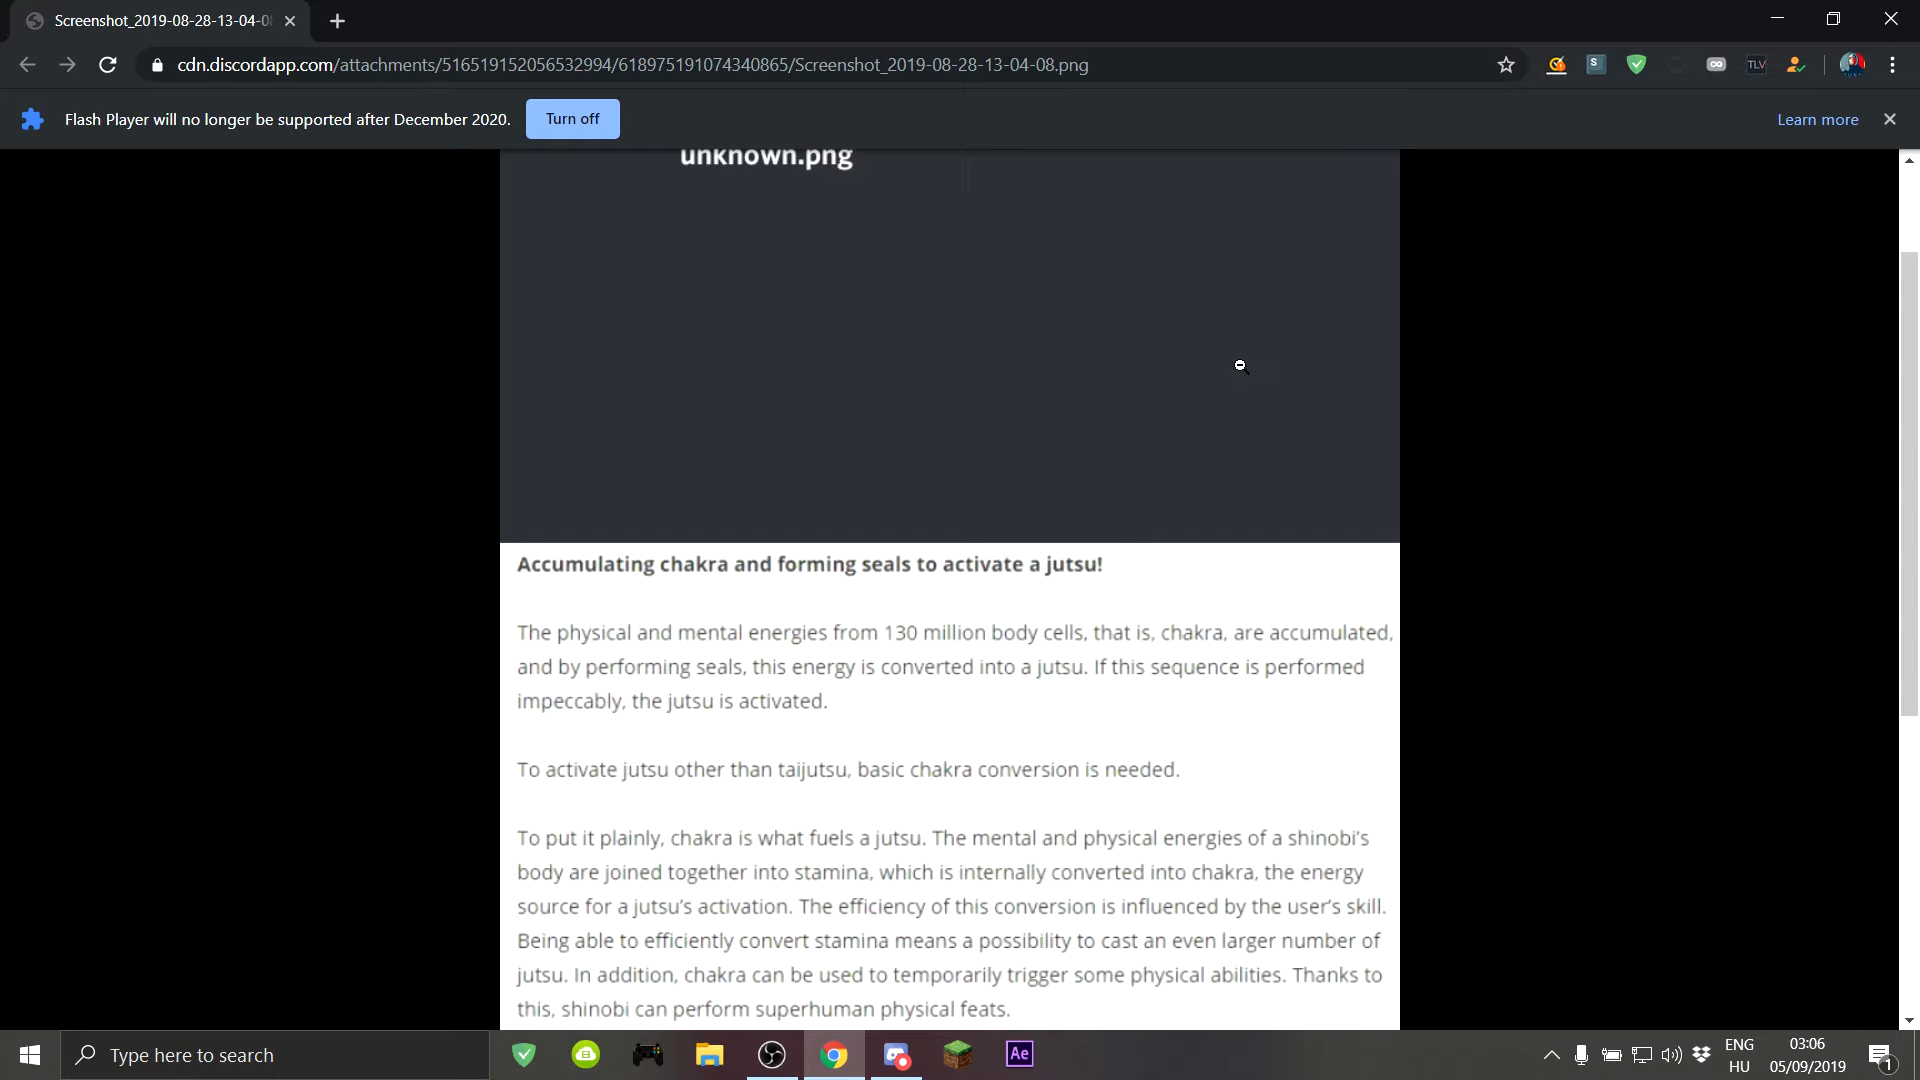 Screenshot_2019-08-28-13-04-0
cdn.discordapp.com/attachments/516519152056532994/618975191074340865/Screenshot_2019-08-28-13-04-08.png
S
TLV
Flash Player will no longer be supported after December 2020.
Turn off
Learn more
unknown.png
Accumulating chakra and forming seals to activate a jutsu!
The physical and mental energies from 130 million body cells, that is, chakra, are accumulated,
and by performing seals, this energy is converted into a jutsu. If this sequence is performed
impeccably, the jutsu is activated.
To activate jutsu other than taijutsu, basic chakra conversion is needed.
To put it plainly, chakra is what fuels a jutsu. The mental and physical energies of a shinobi's
body are joined together into stamina, which is internally converted into chakra, the energy
source for a jutsu's activation. The efficiency of this conversion is influenced by the user's skill.
Being able to efficiently convert stamina means a possibility to cast an even larger number of
jutsu. In addition, chakra can be used to temporarily trigger some physical abilities. Thanks to
this, shinobi can perform superhuman physical feats.
Type here to search
Ae
ENG
HU
03:06
05/09/2019
1